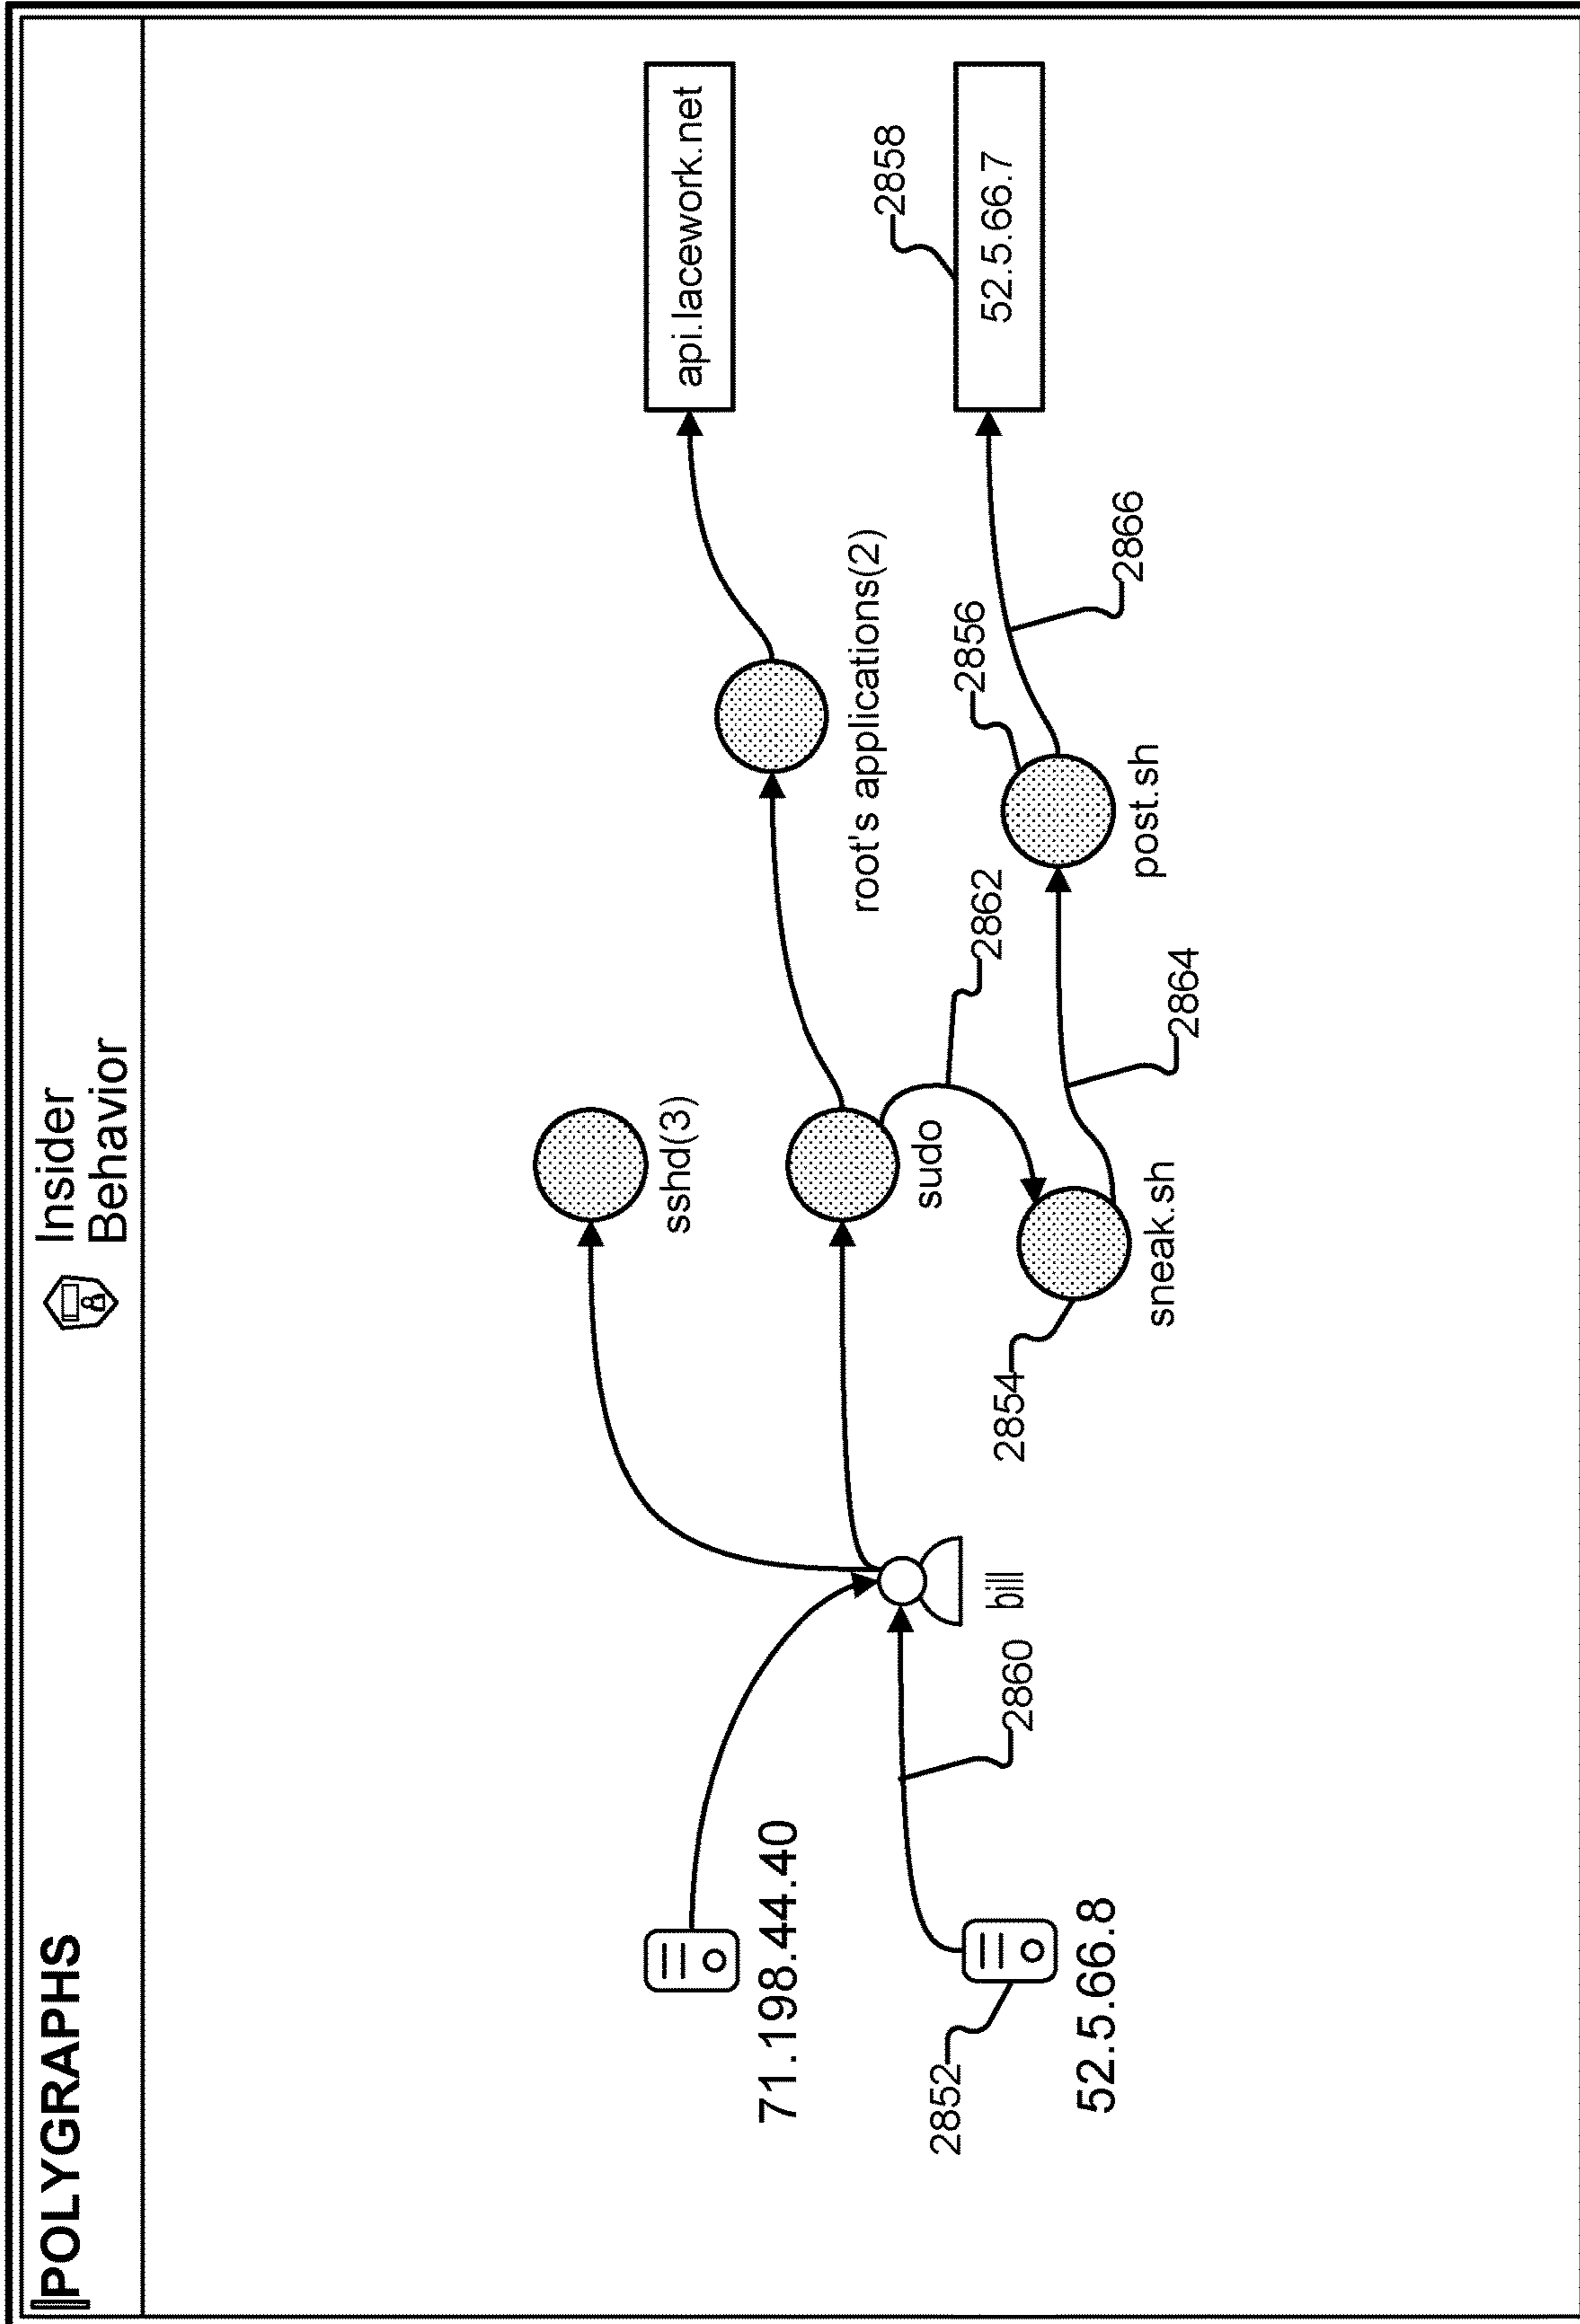 POLYGRAPHS
Insider
Behavior
71.198.44.40
2852
52.5.66.8
2860
bill
sshd(3)
sudo
2854
sneak.sh
2862
2864
root's applications(2)
2856
post.sh
2866
api.lacework.net
2858
52.5.66.7